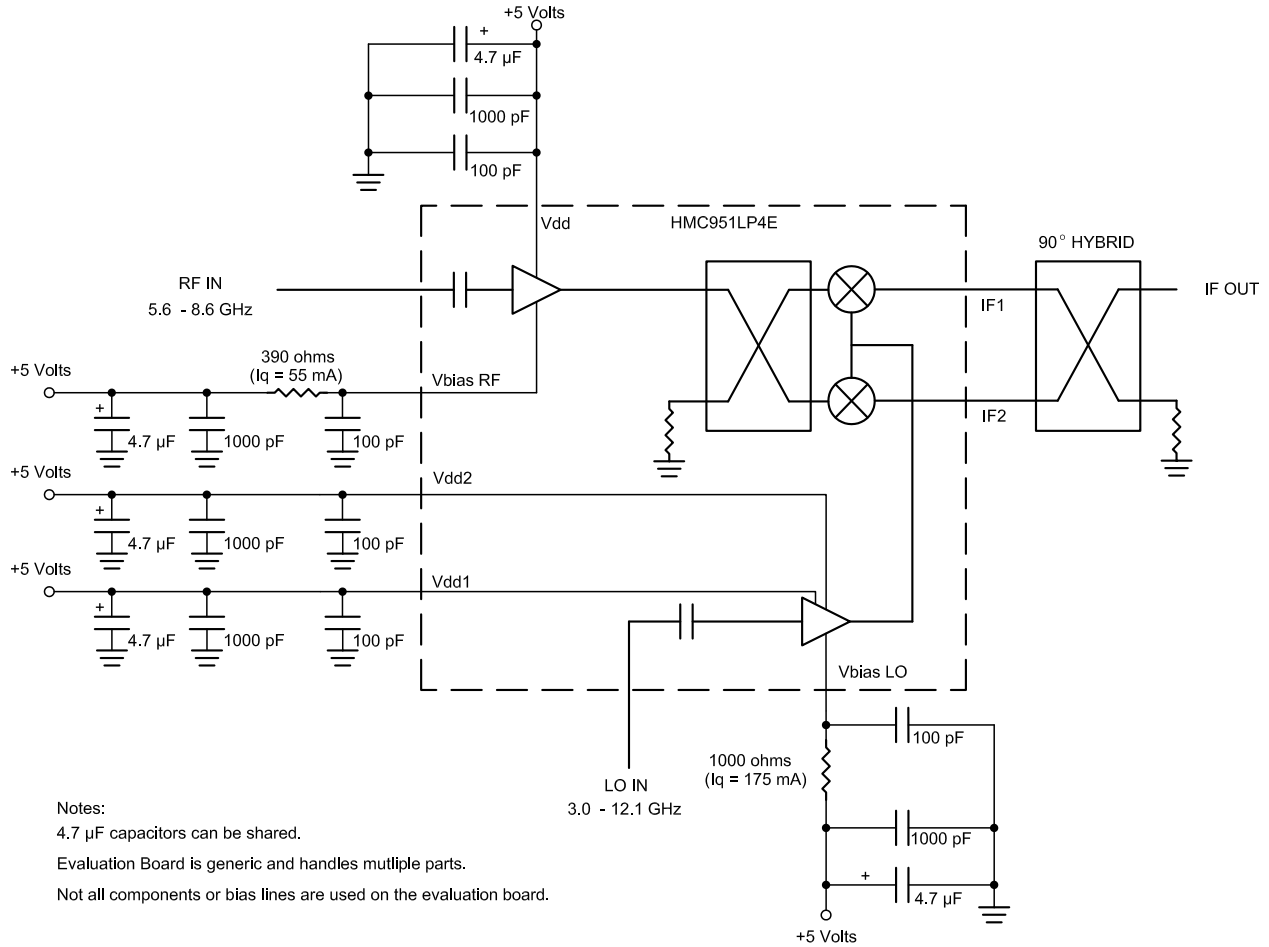 +5 Volts
+
4.7 µF
1000 pF
100 pF
Vdd
HMC951LP4E
90° HYBRID
RF IN
5.6 - 8.6 GHz
IF1
IF OUT
390 ohms
(Iq = 55 mA)
+5 Volts
Vbias RF
+
4.7 µF
1000 pF
100 pF
IF2
+5 Volts
Vdd2
+
4.7 µF
1000 pF
100 pF
+5 Volts
Vdd1
+
4.7 µF
1000 pF
100 pF
Vbias LO
100 pF
1000 ohms
(Iq = 175 mA)
LO IN
3.0 - 12.1 GHz
1000 pF
+
4.7 µF
+5 Volts
Notes:
4.7 µF capacitors can be shared.
Evaluation Board is generic and handles mutliple parts.
Not all components or bias lines are used on the evaluation board.